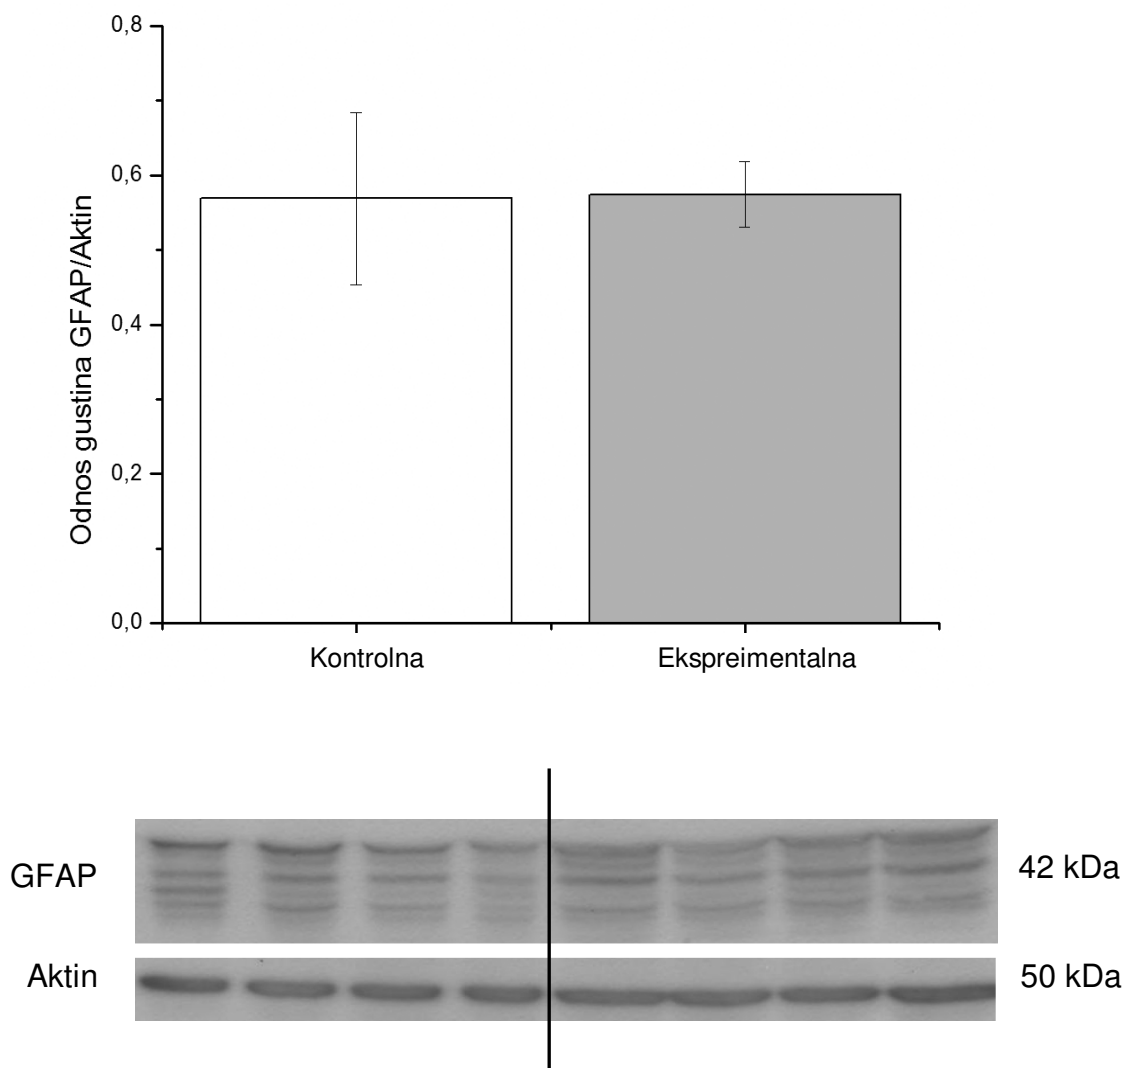 0,8
0,6
0,4
0,2
0,0
Odnos gustina GFAP/Aktin
Kontrolna
Ekspreimentalna
GFAP
42 kDa
Aktin
50 kDa